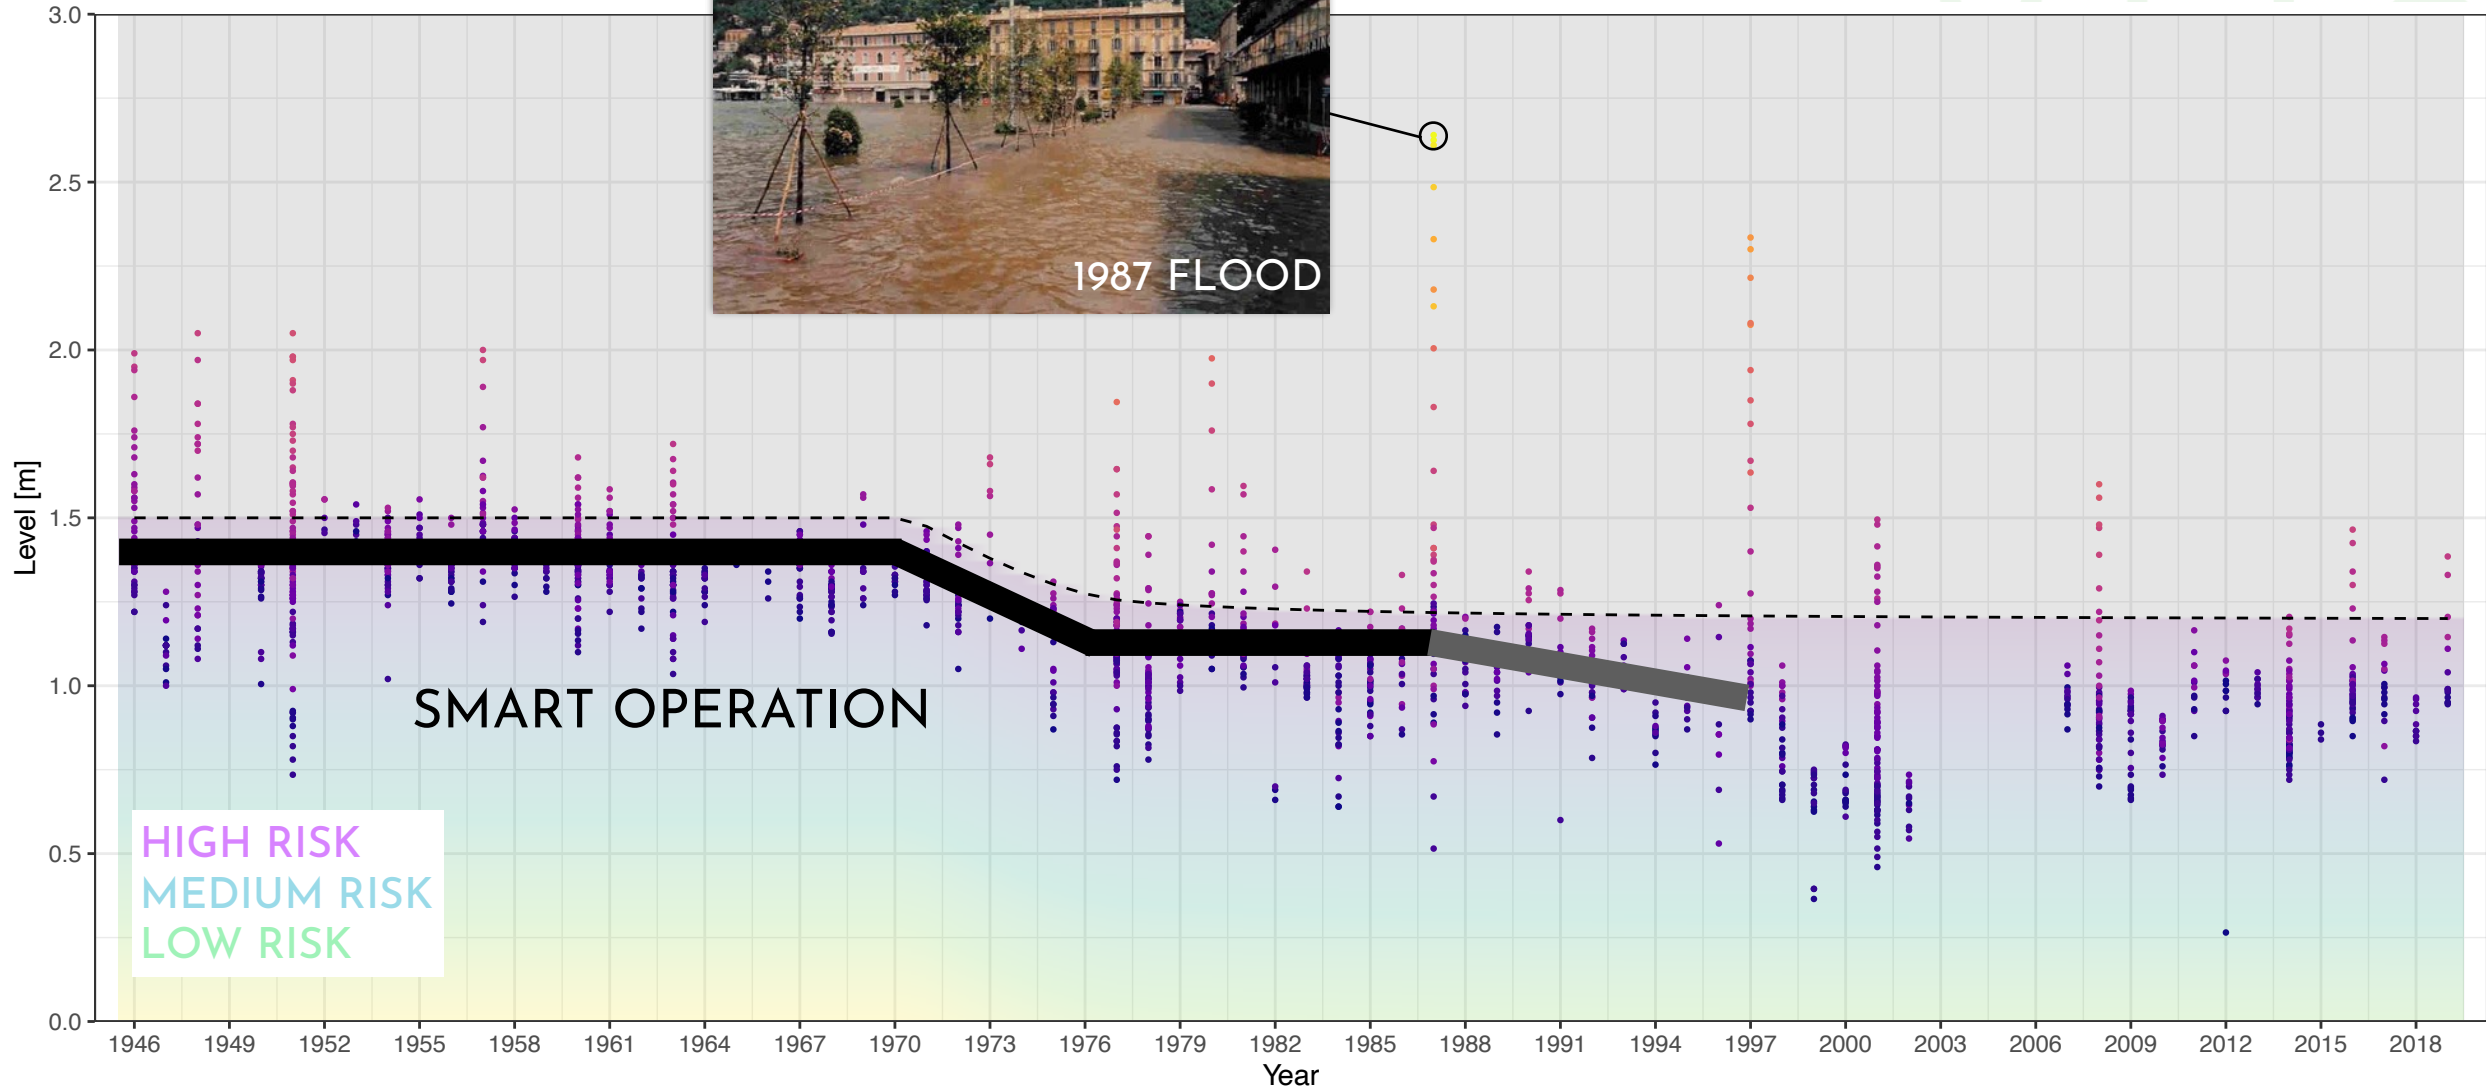 3.0
2.5
2.0
1.5
1.0
0.5
0.0
Level [m]
1987 FLOOD
SMART OPERATION
HIGH RISK
MEDIUM RISK
LOW RISK
1946 1949 1952 1955 1958 1961 1964 1967 1970 1973 1976 1979 1982 1985 1988 1991 1994 1997 2000 2003 2006 2009 2012 2015 2018
Year